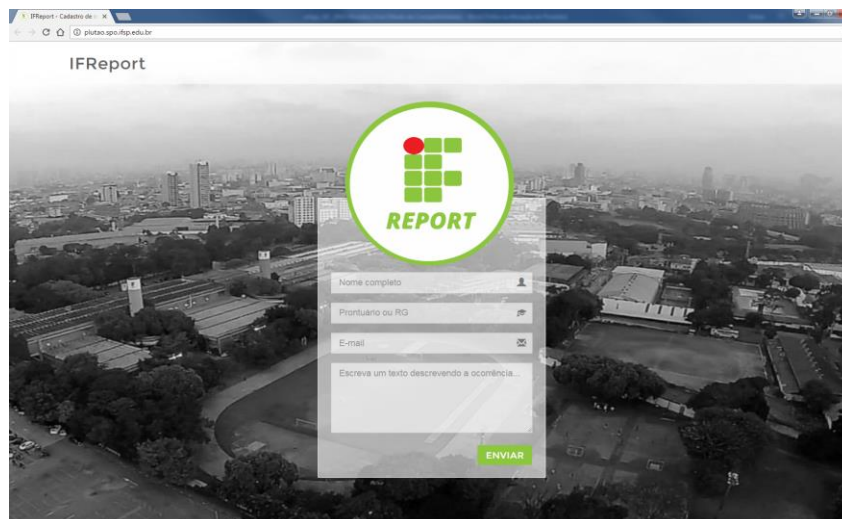 IFReport - Cadastro de
plutao.spo.ifsp.edu.br
IFReport
REPORT
Nome completo
Prontuário ou RG
E-mail
Escreva um texto descrevendo a ocorrência...
ENVIAR